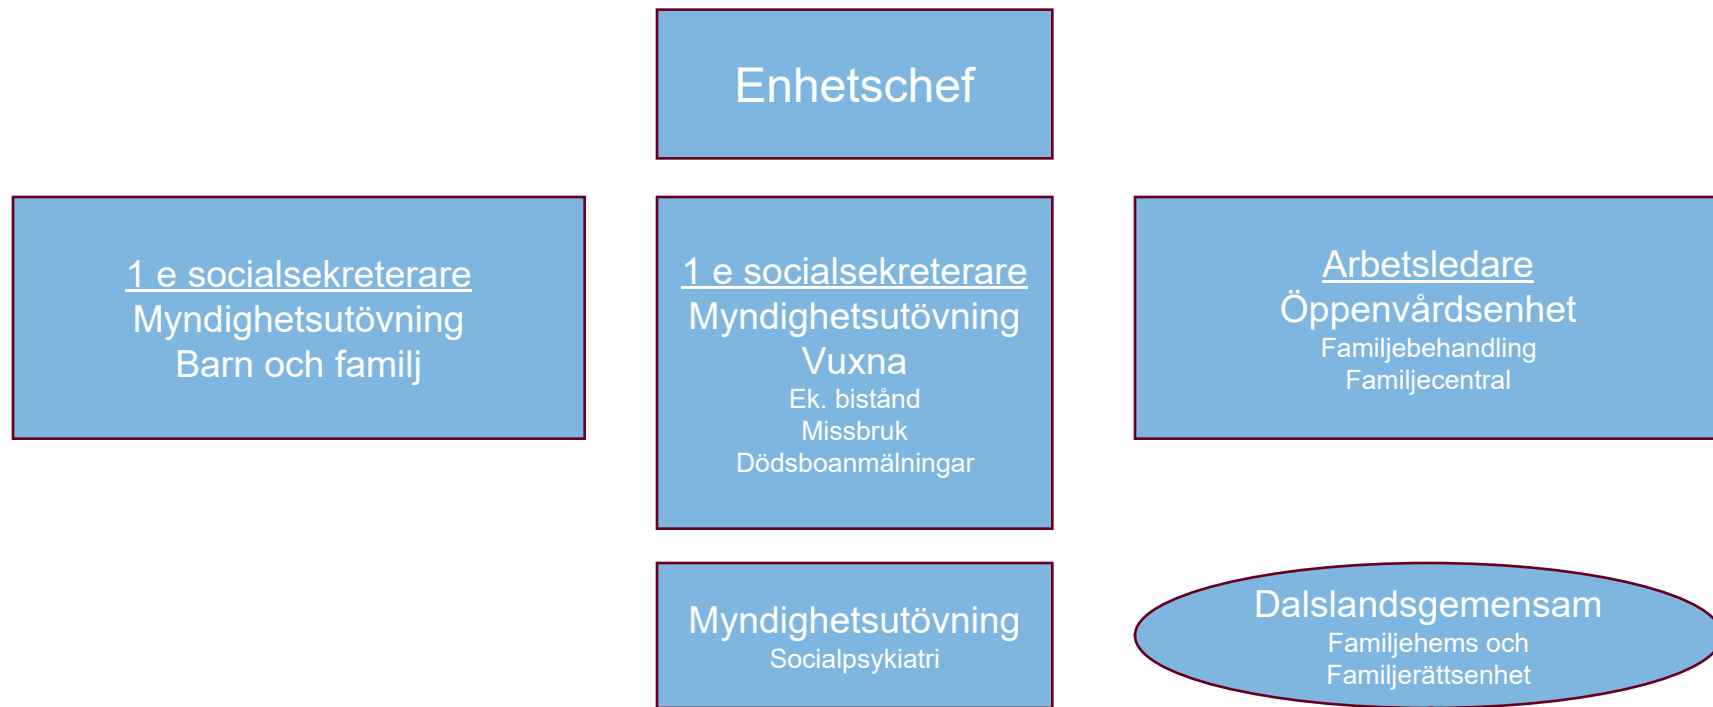 Enhetschef
1 e socialsekreterare
Myndighetsutövning
Barn och familj
1 e socialsekreterare
Myndighetsutövning
Vuxna
Ek. bistånd
Missbruk
Dödsboanmälningar
Arbetsledare
Öppenvårdsenhet
Familjebehandling
Familjecentral
Myndighetsutövning
Socialpsykiatri
Dalslandsgemensam
Familjehems och
Familjerättsenhet